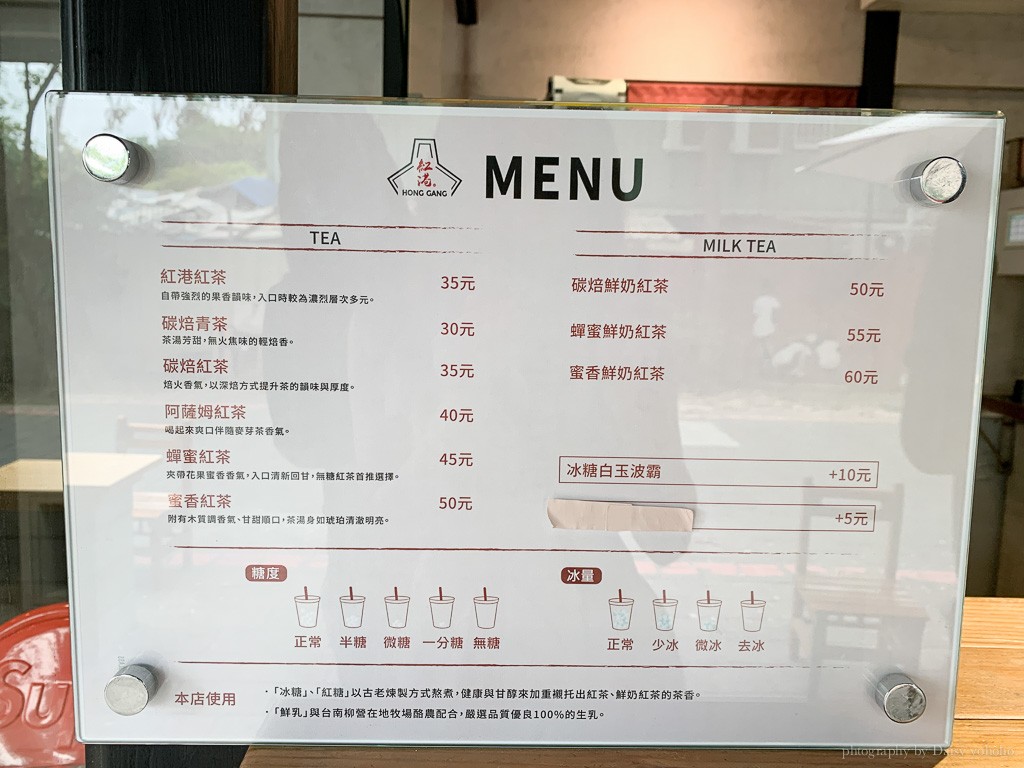 紅
港
HONG GANG
MENU
TEA
紅港紅茶 35元
自帶強烈的果香韻味,入口時較為濃烈層次多元。
碳焙青茶 30元
茶湯芳甜,無火焦味的輕焙香。
碳焙紅茶 35元
焙火香氣,以深焙方式提升茶的韻味與厚度。
阿薩姆紅茶 40元
喝起來爽口伴隨麥芽茶香氣。
蟬蜜紅茶 45元
夾帶花果蜜香香氣,入口清新回甘,無糖紅茶首推選擇。
蜜香紅茶 50元
附有木質調香氣、甘甜順口,茶湯身如琥珀清澈明亮。
MILK TEA
碳焙鮮奶紅茶 50元
蟬蜜鮮奶紅茶 55元
蜜香鮮奶紅茶 60元
冰糖白玉波霸 +10元
+5元
糖度
正常 半糖 微糖 一分糖 無糖
冰量
正常 少冰 微冰 去冰
本店使用
·「冰糖」、「紅糖」以古老煉製方式熬煮,健康與甘醇來加重襯托出紅茶、鮮奶紅茶的茶香。
·「鮮乳」與台南柳營在地牧場酪農配合,嚴選品質優良100%的生乳。
Su
photography by Daisy yohoho